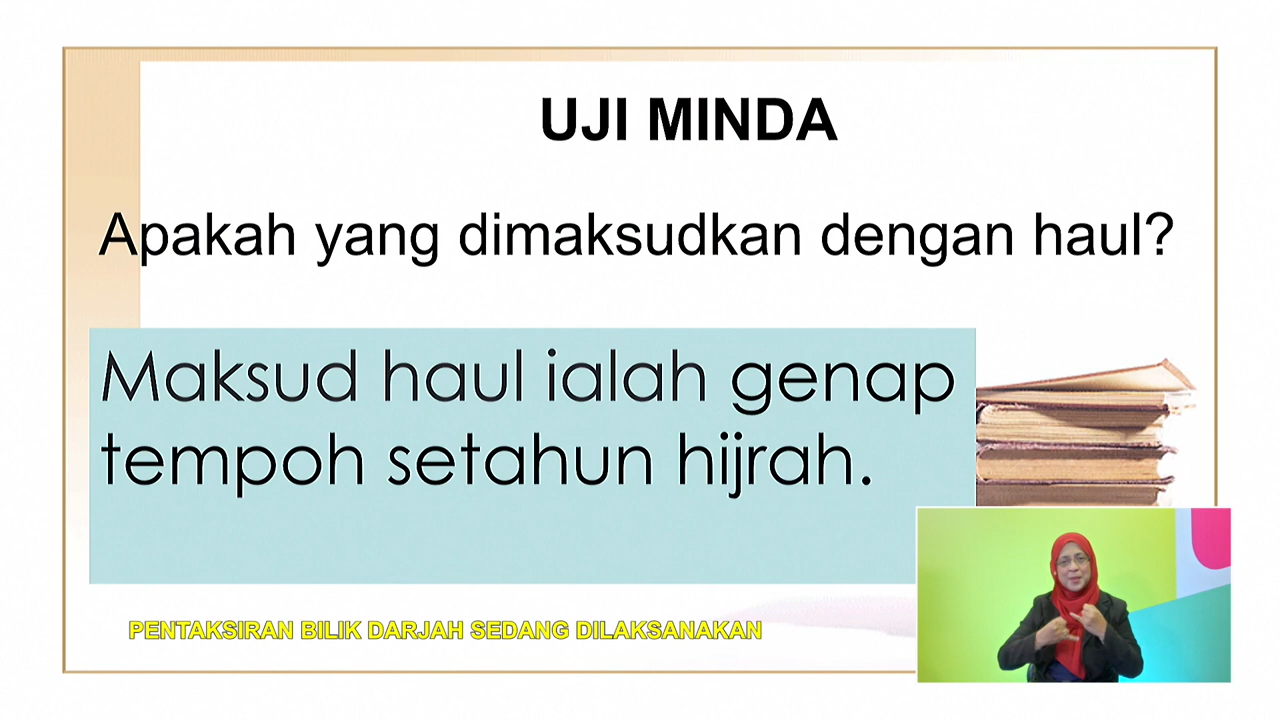 UJI MINDA
Apakah yang dimaksudkan dengan haul?
Maksud haul ialah genap
tempoh setahun hijrah.
PENTAKSIRAN BILIK DARJAH SEDANG DILAKSANAKAN